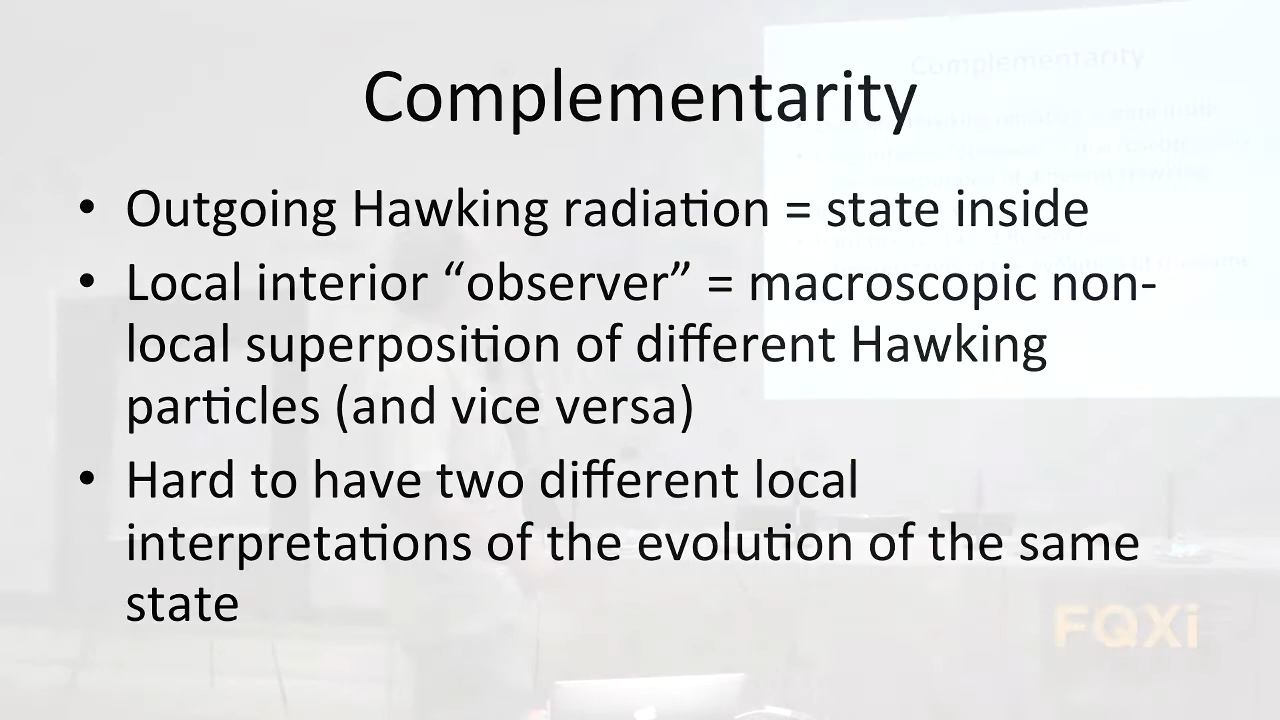 Complementarity
• Outgoing Hawking radiation = state inside
• Local interior “observer” = macroscopic non-
local superposition of different Hawking
particles (and vice versa)
• Hard to have two different local
interpretations of the evolution of the same
state
Complementarity
FQXi